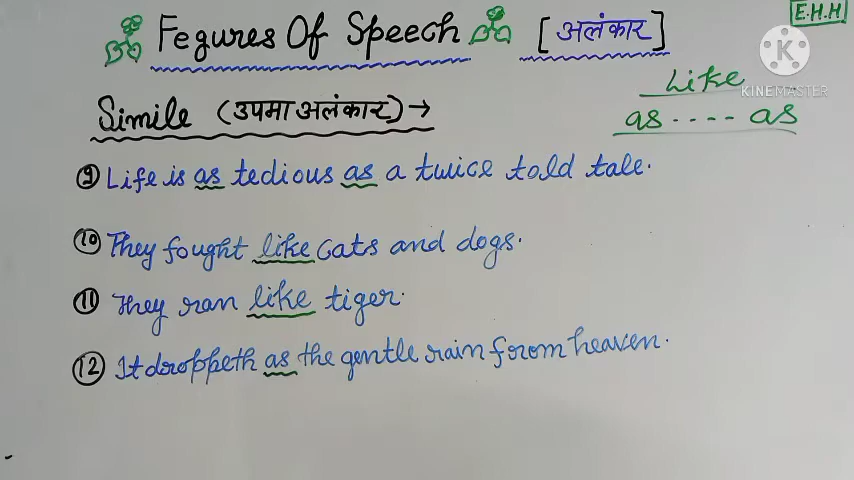 E.H.H
Fegures Of Speech [अलंकार]
KINEMASTER
Like
Simile (उपमा अलंकार) →
as ---- as
9 Life is as tedious as a twice told tale.
10 They fought like cats and dogs.
11 They ran like tiger.
12 It droppeth as the gentle rain from heaven.